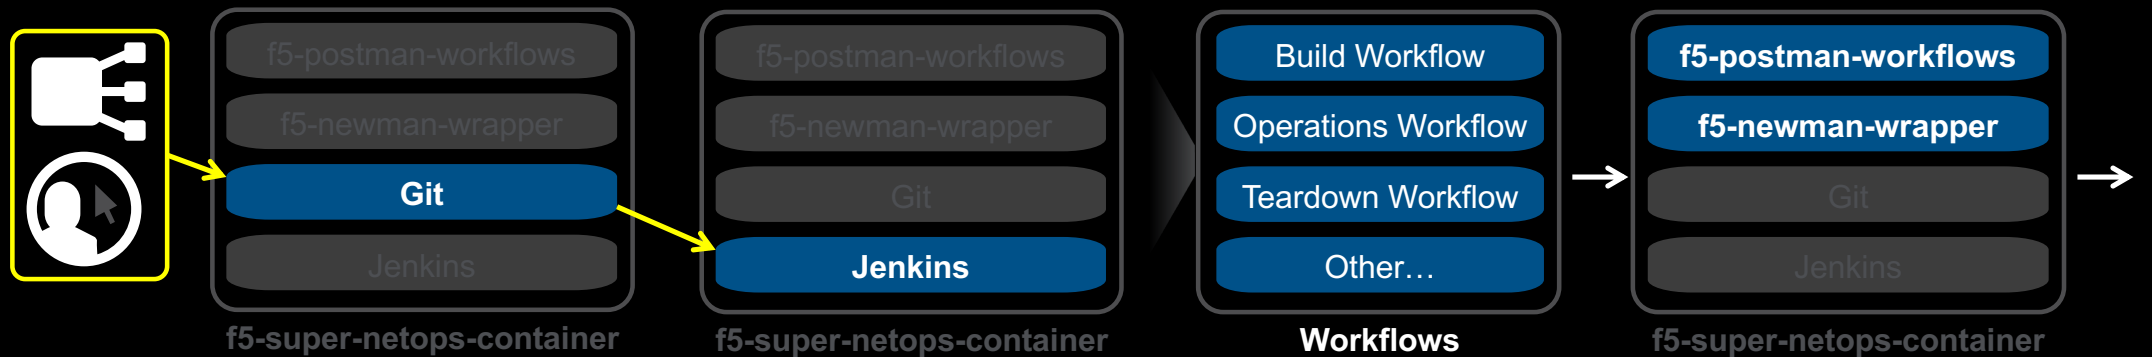 f5-postman-workflows
f5-newman-wrapper
Git
Jenkins
f5-super-netops-container
f5-postman-workflows
f5-newman-wrapper
Git
Jenkins
f5-super-netops-container
Build Workflow
Operations Workflow
Teardown Workflow
Other…
Workflows
f5-postman-workflows
f5-newman-wrapper
Git
Jenkins
f5-super-netops-container